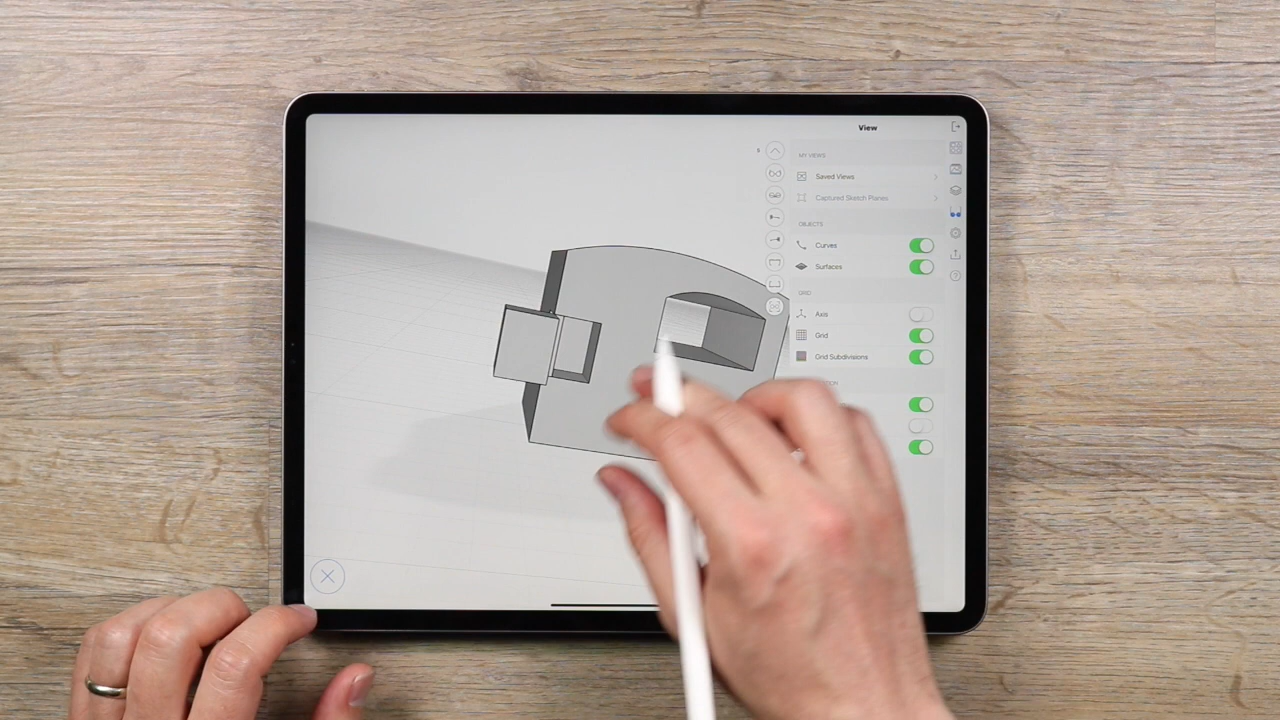 View
MY VIEWS
Saved Views
Captured Sketch Planes
OBJECTS
Curves
Surfaces
GRID
Axis
Grid
Grid Subdivisions